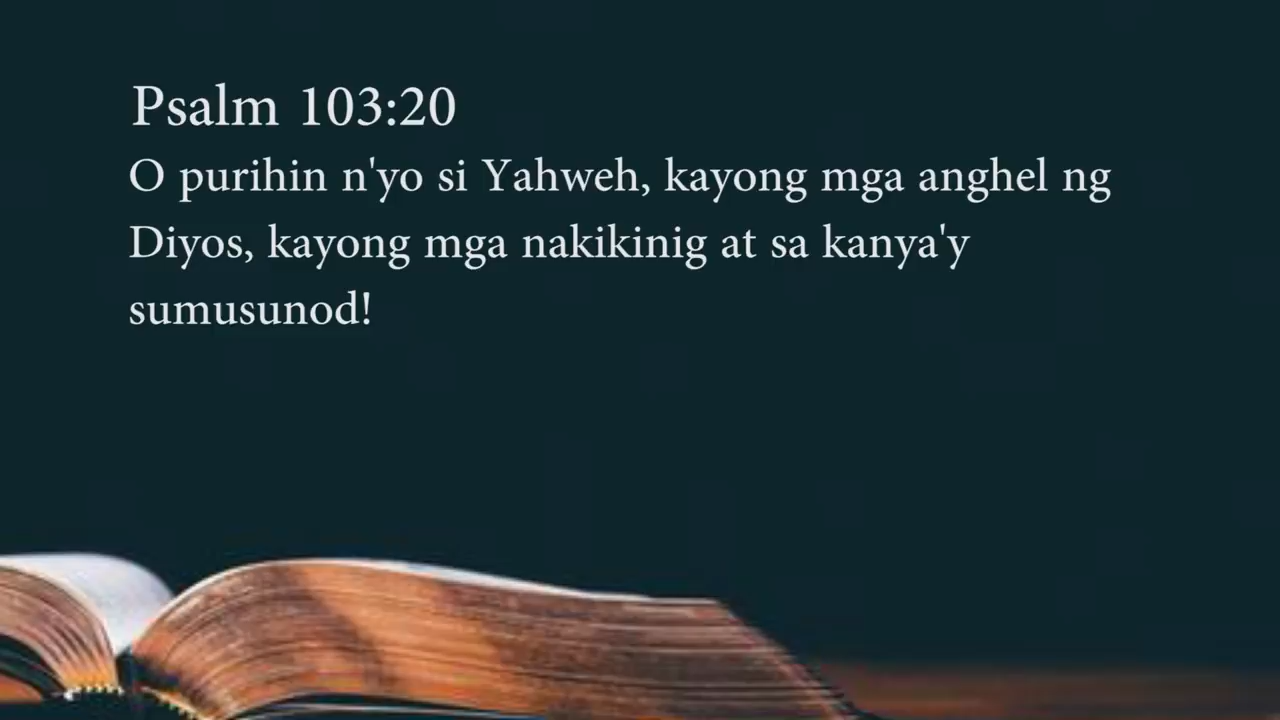 Psalm 103:20
O purihin n'yo si Yahweh, kayong mga anghel ng
Diyos, kayong mga nakikinig at sa kanya'y
sumusunod!